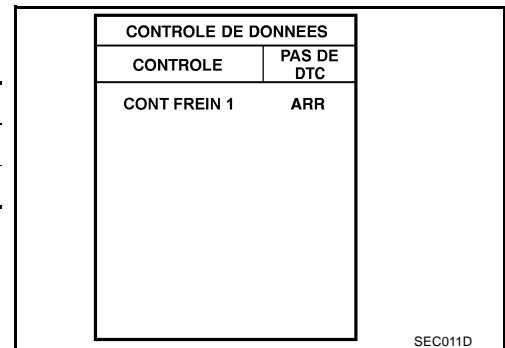 CONTROLE DE DONNEES
CONTROLE PAS DE DTC
CONT FREIN 1 ARR
SEC011D